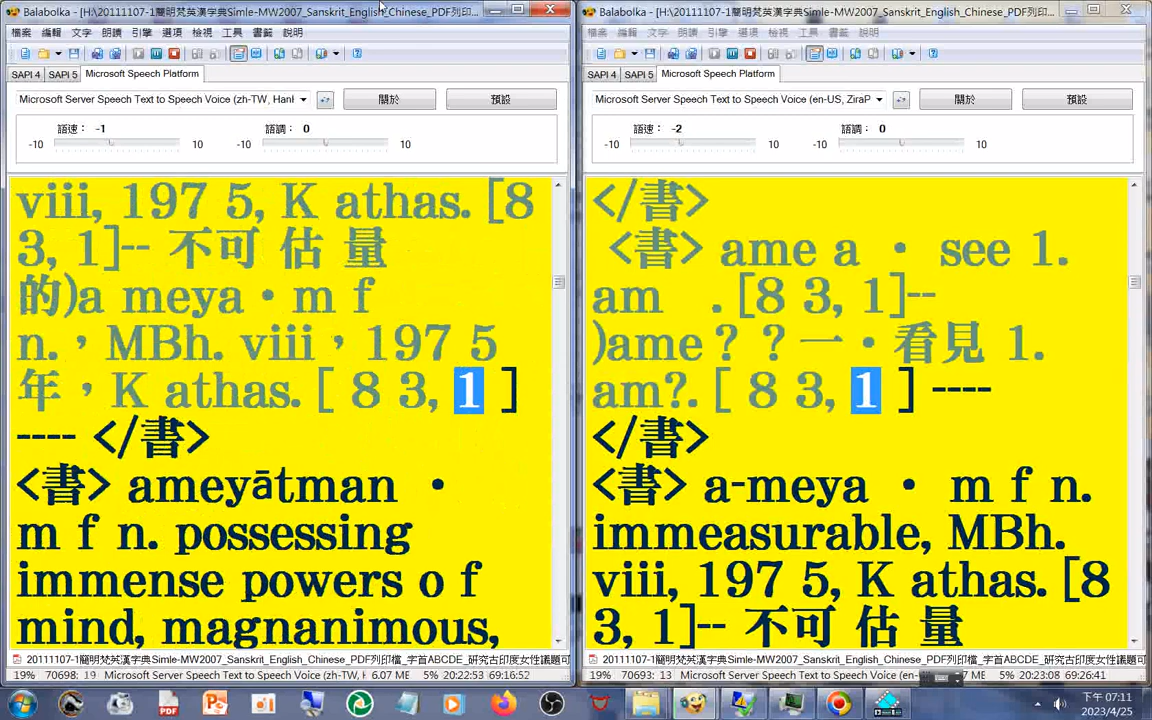 Balabolka - [H:\20111107-1簡明梵英漢字典Simle-MW2007_Sanskrit_English_Chinese_PDF列印...
檔案 編輯 文字 朗讀 引擎 選項 檢視 工具 書籤 說明
SAPI 4 SAPI 5 Microsoft Speech Platform
Microsoft Server Speech Text to Speech Voice (zh-TW, Hanl 關於 預設
語速： -1 語調： 0
-10 10 -10 10
viii, 197 5, K athas. [8
3, 1]-- 不可 估 量
的)a meya•m f
n.，MBh. viii，197 5
年，K athas. [ 8 3, 1 ]
---- </書>
<書> ameyātman •
m f n. possessing
immense powers o f
mind, magnanimous,
20111107-1簡明梵英漢字典Simle-MW2007_Sanskrit_English_Chinese_PDF列印檔_字首ABCDE_研究古印度女性議題可
19% 70698: 19 Microsoft Server Speech Text to Speech Voice (zh-TW, 6.07 ME 5% 20:22:53 69:16:52
Balabolka - [H:\20111107-1簡明梵英漢字典Simle-MW2007_Sanskrit_English_Chinese_PDF列印...
檔案 編輯 文字 朗讀 引擎 選項 檢視 工具 書籤 說明
SAPI 4 SAPI 5 Microsoft Speech Platform
Microsoft Server Speech Text to Speech Voice (en-US, ZiraP 關於 預設
語速： -2 語調： 0
-10 10 -10 10
</書>
<書> ame a • see 1.
am . [8 3, 1]--
)ame？？一•看見 1.
am?. [ 8 3, 1 ] ----
</書>
<書> a-meya • m f n.
immeasurable, MBh.
viii, 197 5, K athas. [8
3, 1]-- 不可 估 量
20111107-1簡明梵英漢字典Simle-MW2007_Sanskrit_English_Chinese_PDF列印檔_字首ABCDE_研究古印度女性議題可
19% 70693: 13 Microsoft Server Speech Text to Speech Voice (en-U 5% 20:23:08 69:26:41
下午 07:11
2023/4/25